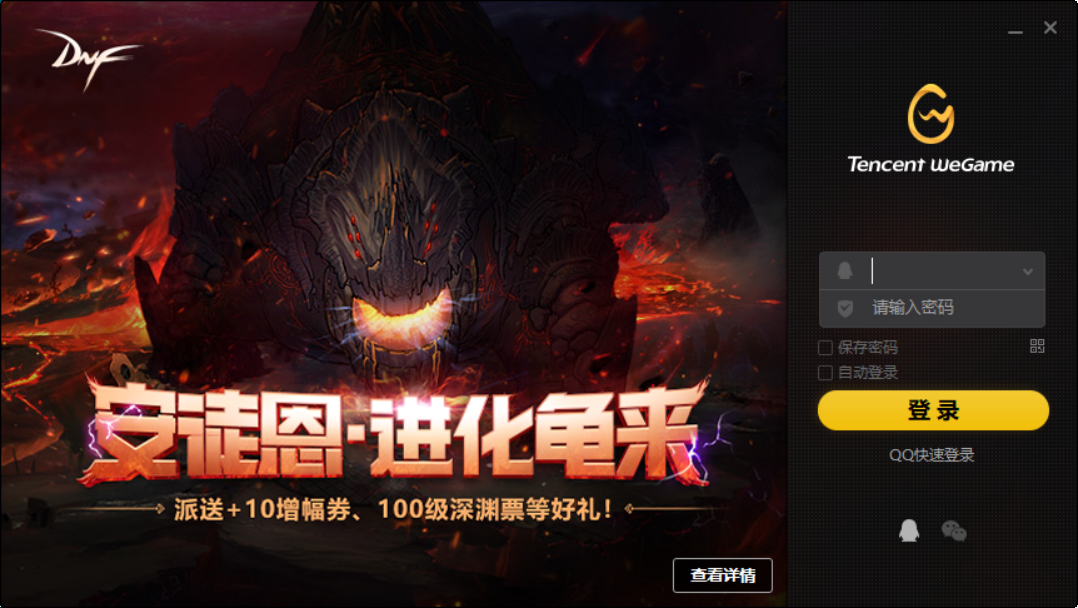 DNF
安徒恩·进化龟来
派送+10增幅券、100级深渊票等好礼!
查看详情
Tencent WeGame
请输入密码
保存密码
自动登录
登录
QQ快速登录